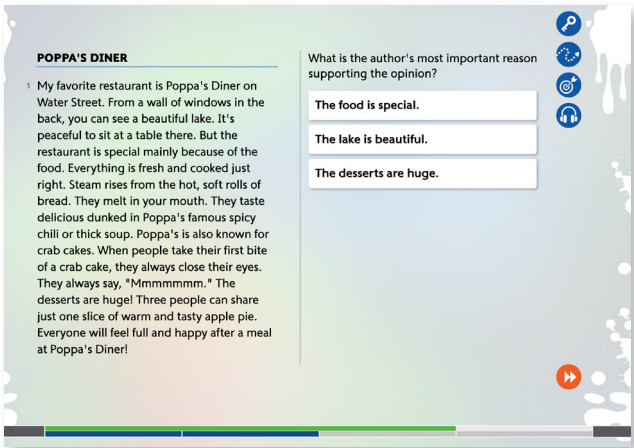 POPPA'S DINER
1 My favorite restaurant is Poppa's Diner on
Water Street. From a wall of windows in the
back, you can see a beautiful lake. It's
peaceful to sit at a table there. But the
restaurant is special mainly because of the
food. Everything is fresh and cooked just
right. Steam rises from the hot, soft rolls of
bread. They melt in your mouth. They taste
delicious dunked in Poppa's famous spicy
chili or thick soup. Poppa's is also known for
crab cakes. When people take their first bite
of a crab cake, they always close their eyes.
They always say, "Mmmmmmm." The
desserts are huge! Three people can share
just one slice of warm and tasty apple pie.
Everyone will feel full and happy after a meal
at Poppa's Diner!
What is the author's most important reason
supporting the opinion?
The food is special.
The lake is beautiful.
The desserts are huge.